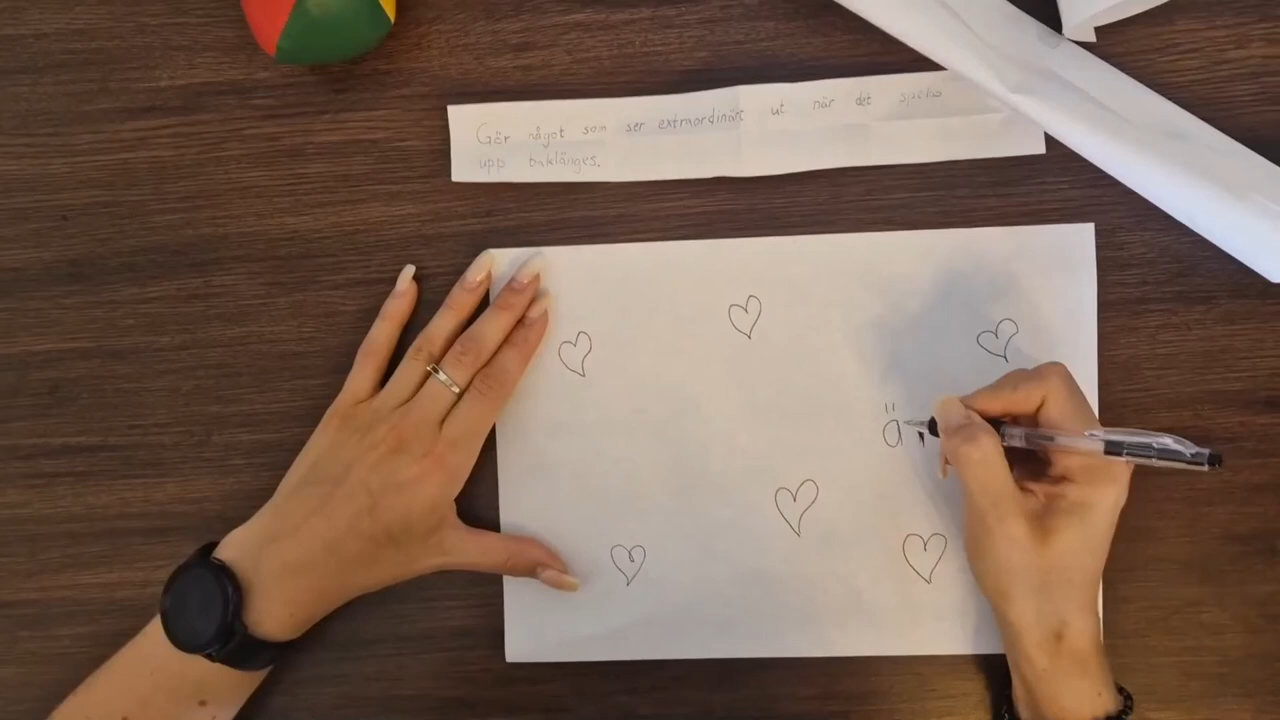 Gör något som ser extraordinärt ut när det spelas
upp baklänges.
ä